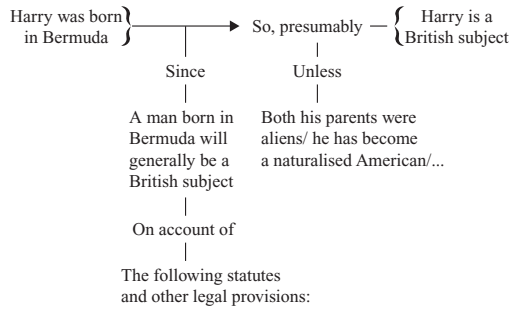 Harry was born
in Bermuda
So, presumably
Harry is a
British subject
Since
Unless
A man born in
Bermuda will
generally be a
British subject
Both his parents were
aliens/ he has become
a naturalised American/...
On account of
The following statutes
and other legal provisions: